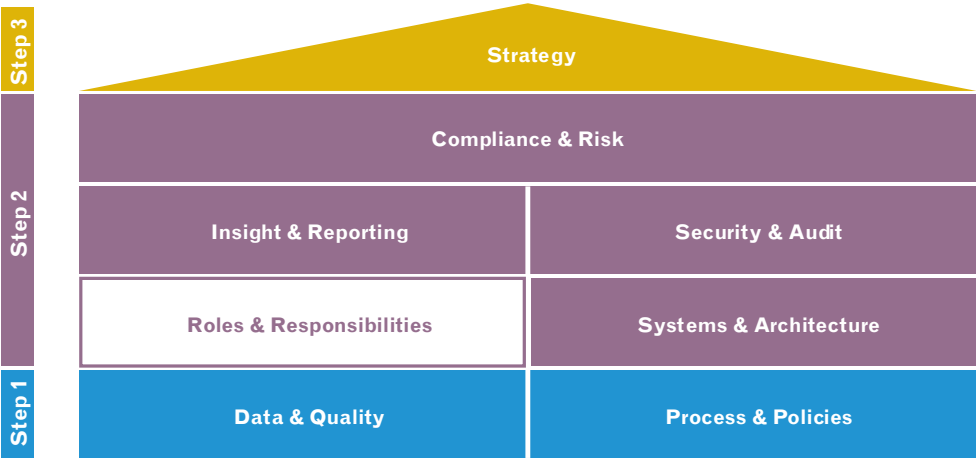 Step 3
Strategy
Step 2
Compliance & Risk
Insight & Reporting
Security & Audit
Roles & Responsibilities
Systems & Architecture
Step 1
Data & Quality
Process & Policies